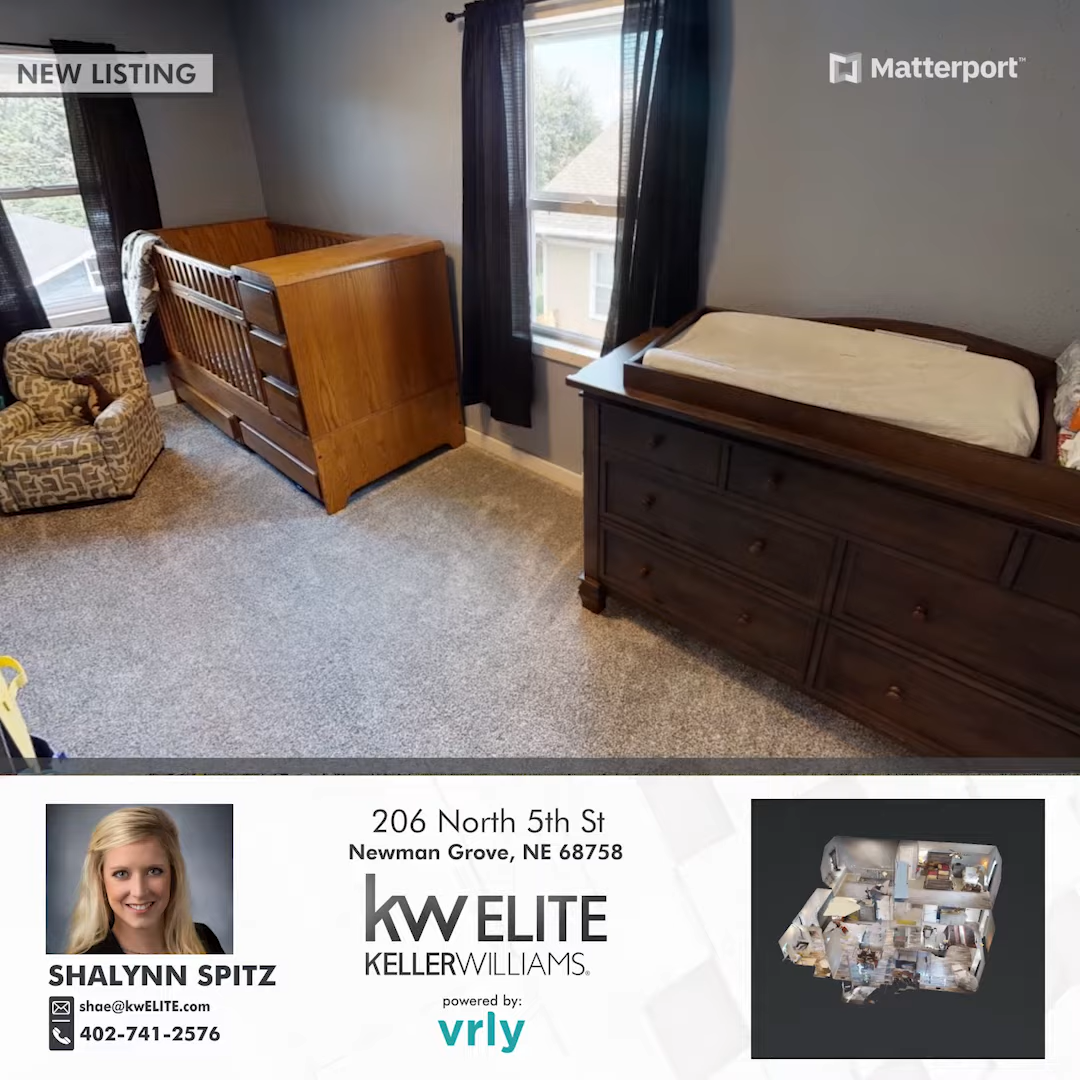 NEW LISTING
Matterport™
206 North 5th St
Newman Grove, NE 68758
kw ELITE
KELLERWILLIAMS®
powered by:
vrly
SHALYNN SPITZ
shae@kwELITE.com
402-741-2576